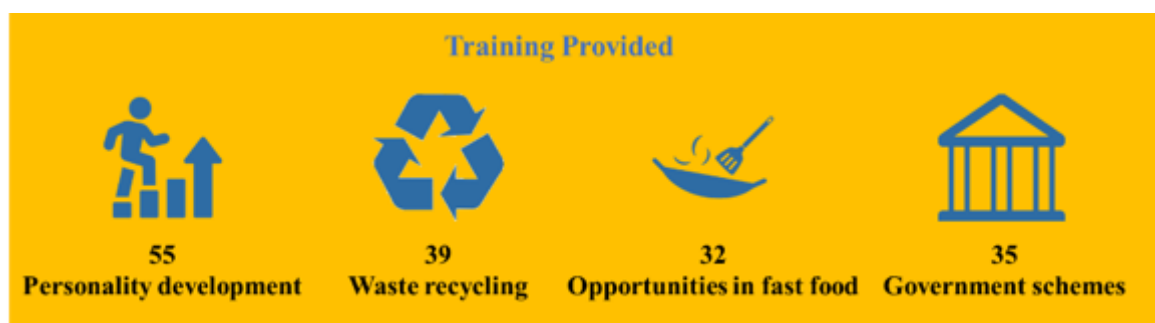 Training Provided
55
Personality development
39
Waste recycling
32
Opportunities in fast food
35
Government schemes